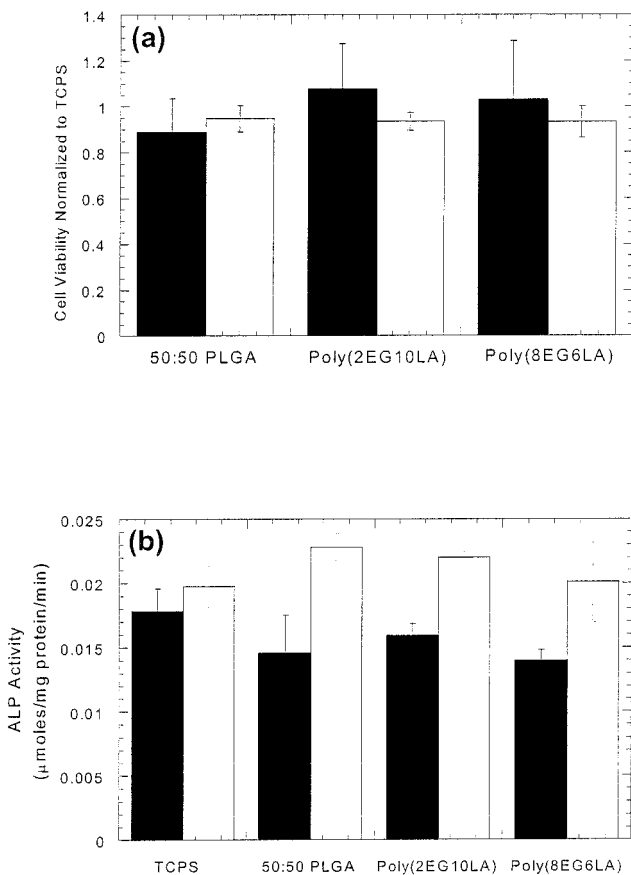 (a)
Cell Viability Normalized to TCPS
1.4
1.2
1
0.8
0.6
0.4
0.2
0
50:50 PLGA Poly(2EG10LA) Poly(8EG6LA)
(b)
ALP Activity
(μmoles/mg protein/min)
0.025
0.02
0.015
0.01
0.005
0
TCPS 50:50 PLGA Poly(2EG10LA) Poly(8EG6LA)